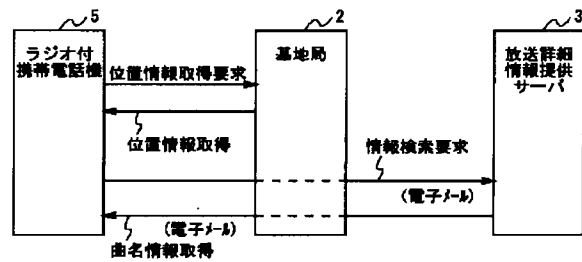 5
2
3
ラジオ付
携帯電話機
基地局
放送詳細
情報提供
サーバ
位置情報取得要求
位置情報取得
情報検索要求
(電子メール)
(電子メール)
曲名情報取得